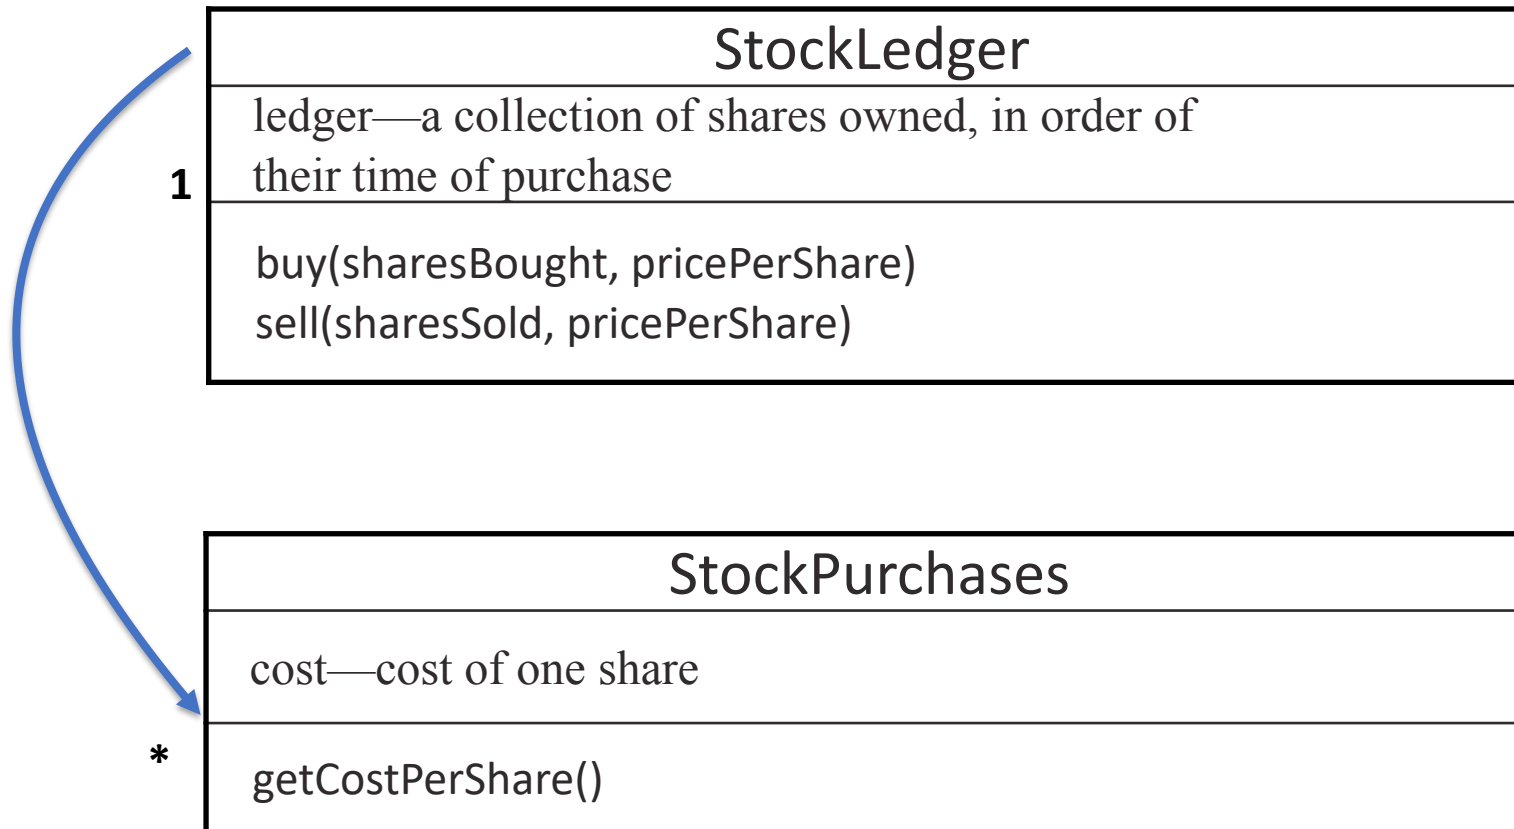 StockLedger
ledger—a collection of shares owned, in order of
their time of purchase
1
buy(sharesBought, pricePerShare)
sell(sharesSold, pricePerShare)
StockPurchases
cost—cost of one share
*
getCostPerShare()